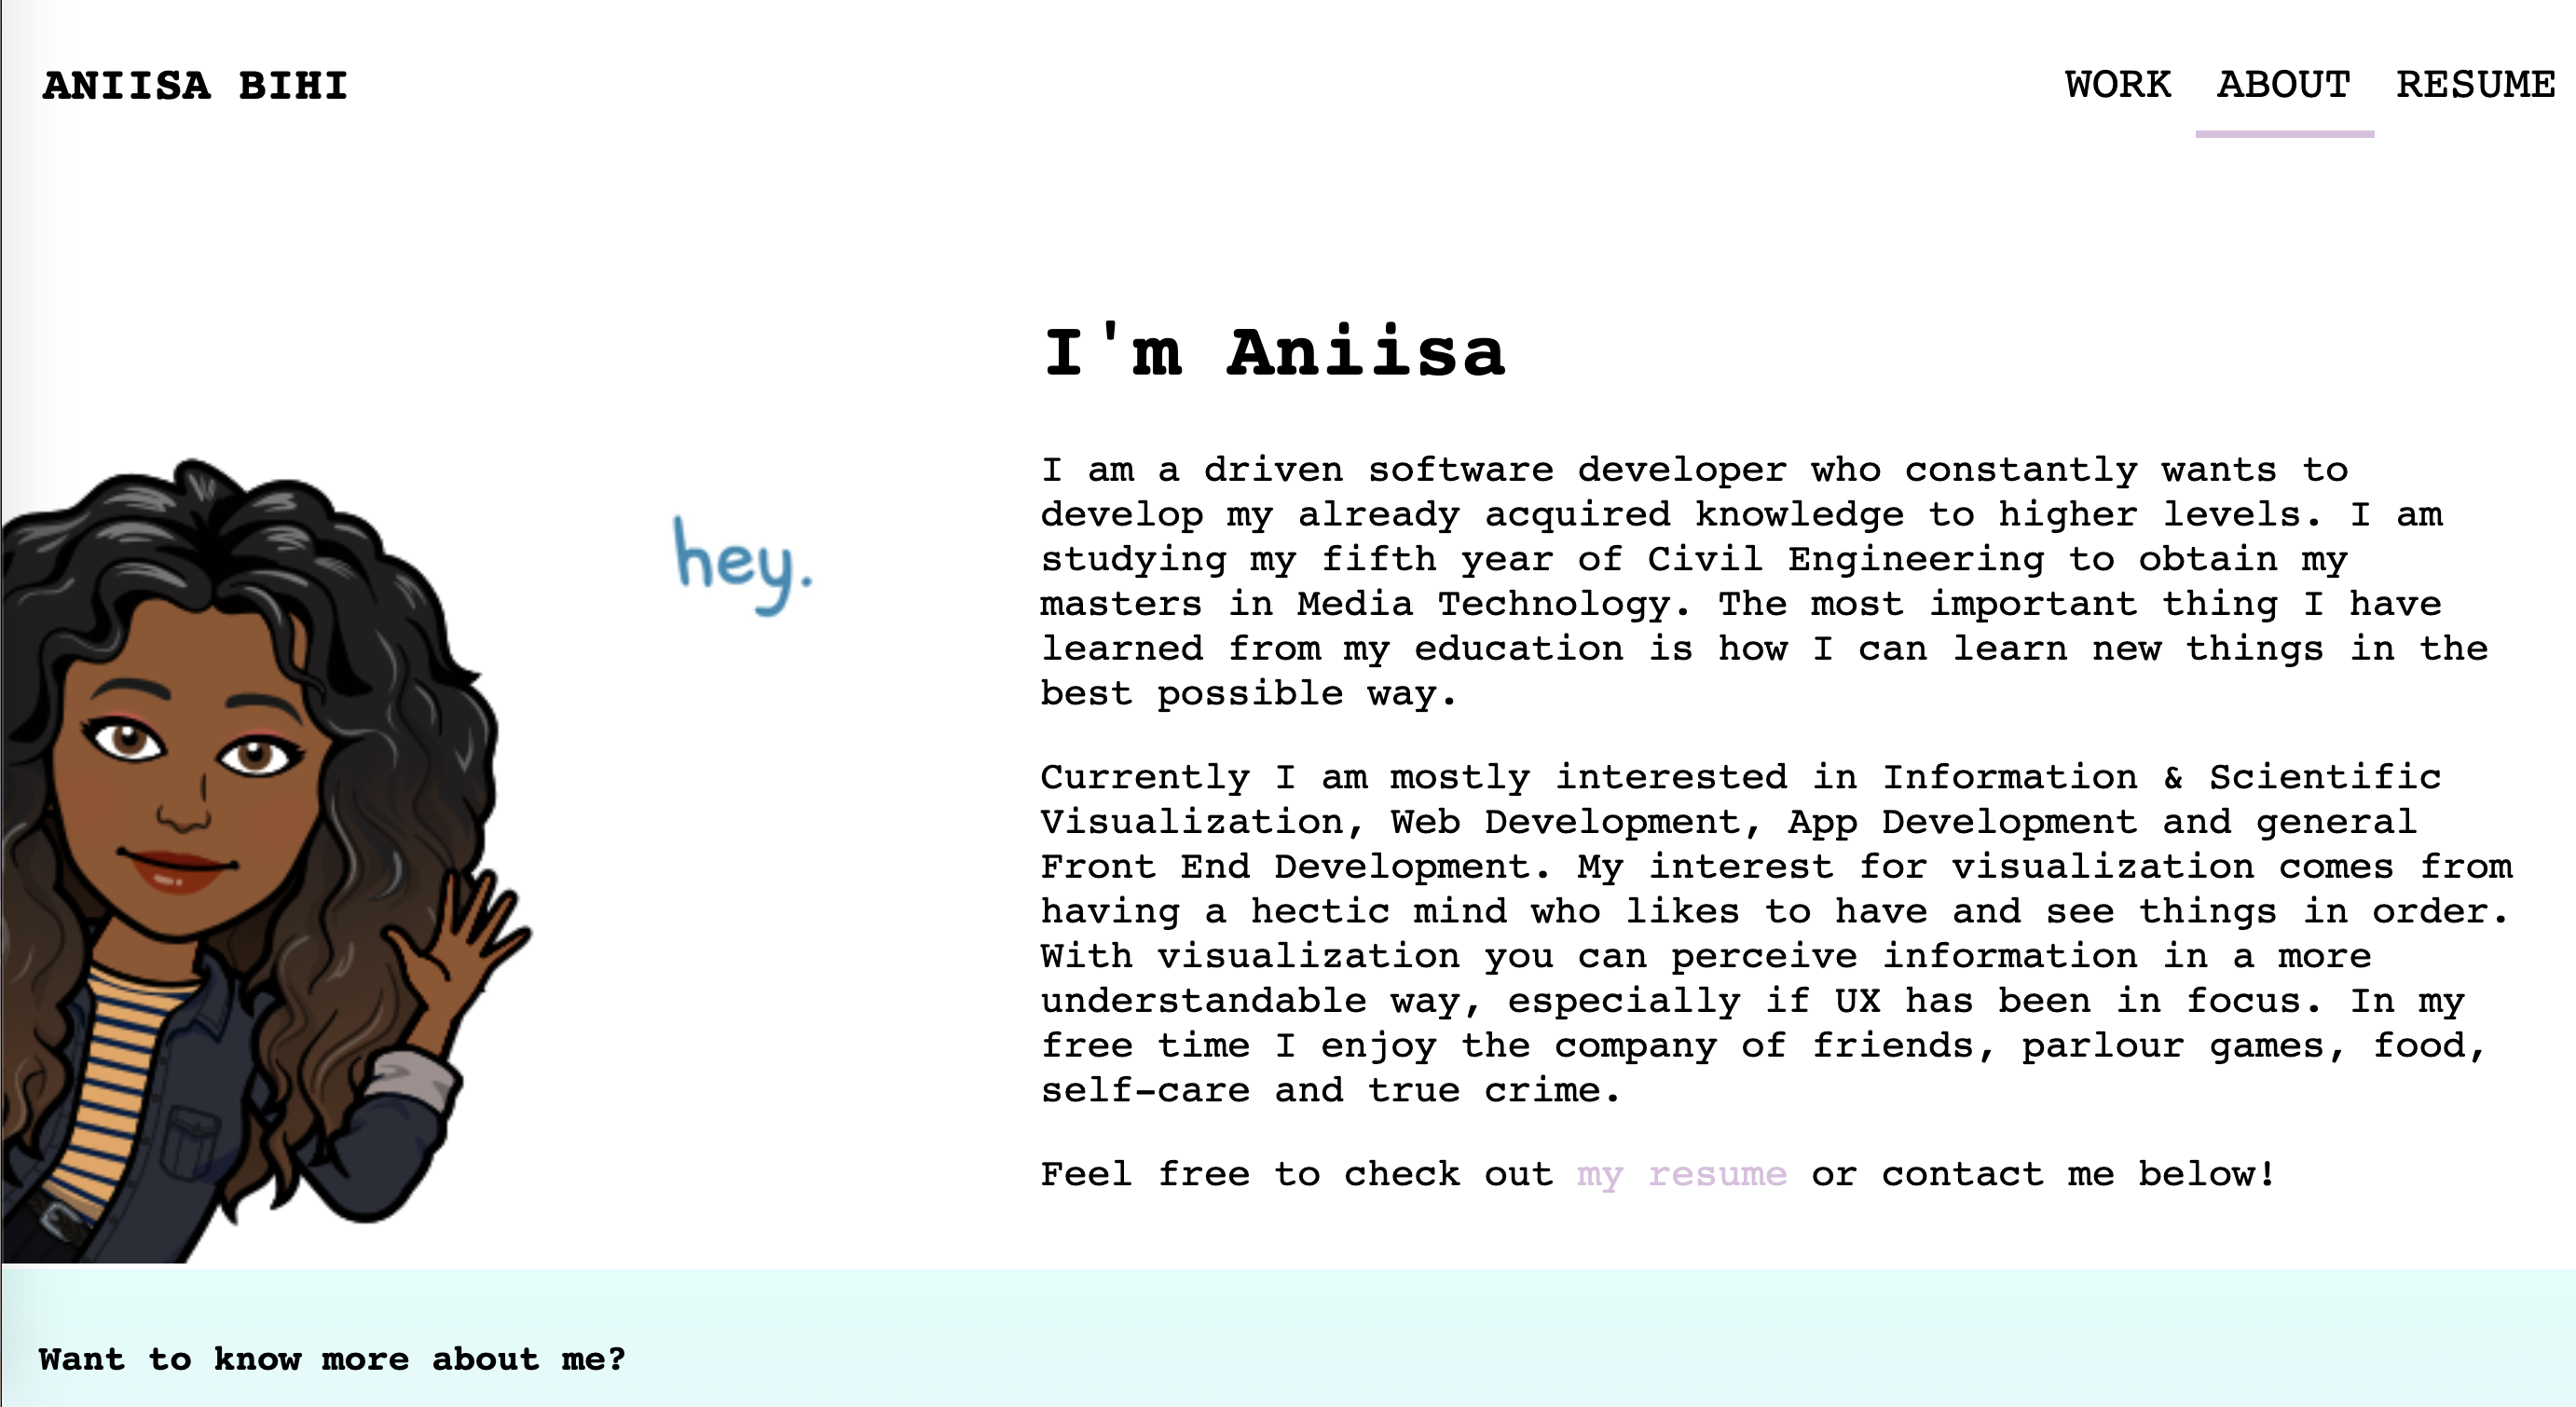 ANIISA BIHI
WORK ABOUT RESUME
I'm Aniisa
hey.
I am a driven software developer who constantly wants to
develop my already acquired knowledge to higher levels. I am
studying my fifth year of Civil Engineering to obtain my
masters in Media Technology. The most important thing I have
learned from my education is how I can learn new things in the
best possible way.
Currently I am mostly interested in Information & Scientific
Visualization, Web Development, App Development and general
Front End Development. My interest for visualization comes from
having a hectic mind who likes to have and see things in order.
With visualization you can perceive information in a more
understandable way, especially if UX has been in focus. In my
free time I enjoy the company of friends, parlour games, food,
self-care and true crime.
Feel free to check out my resume or contact me below!
Want to know more about me?